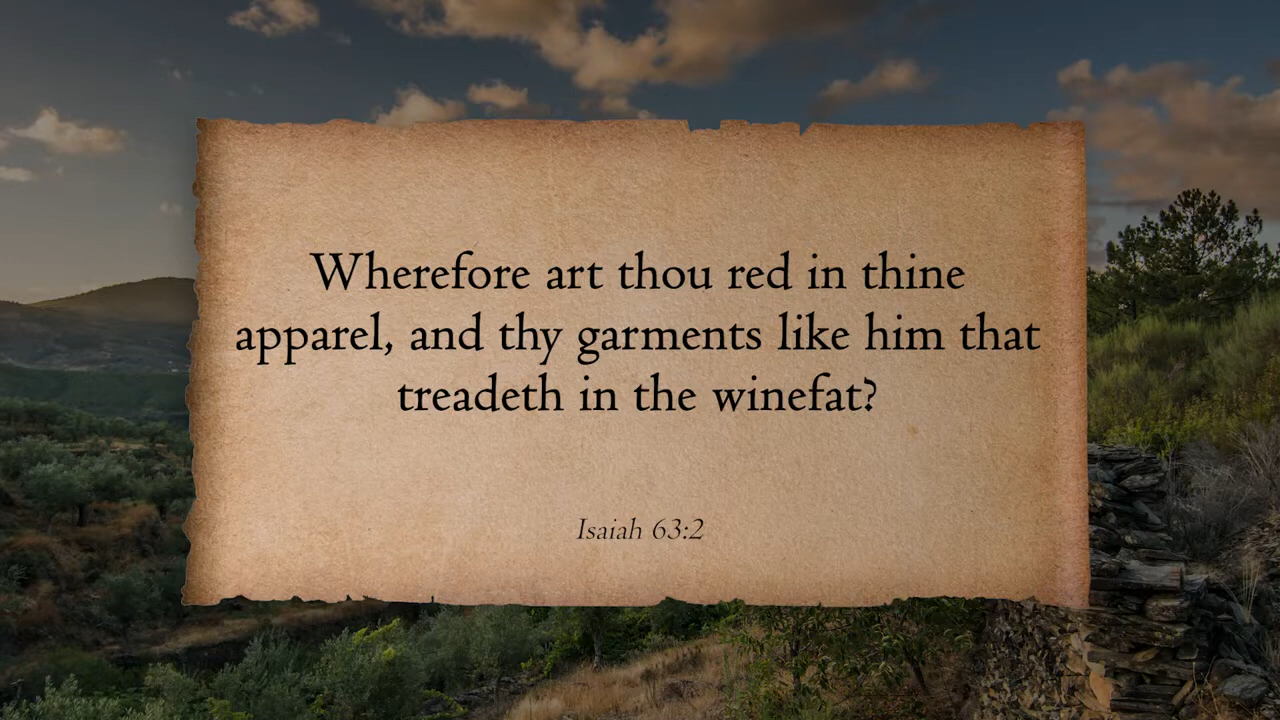 Wherefore art thou red in thine
apparel, and thy garments like him that
treadeth in the winefat?
Isaiah 63:2